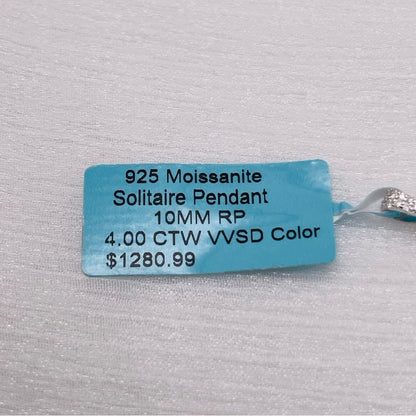 925 Moissanite
Solitaire Pendant
10MM RP
4.00 CTW VVSD Color
$1280.99